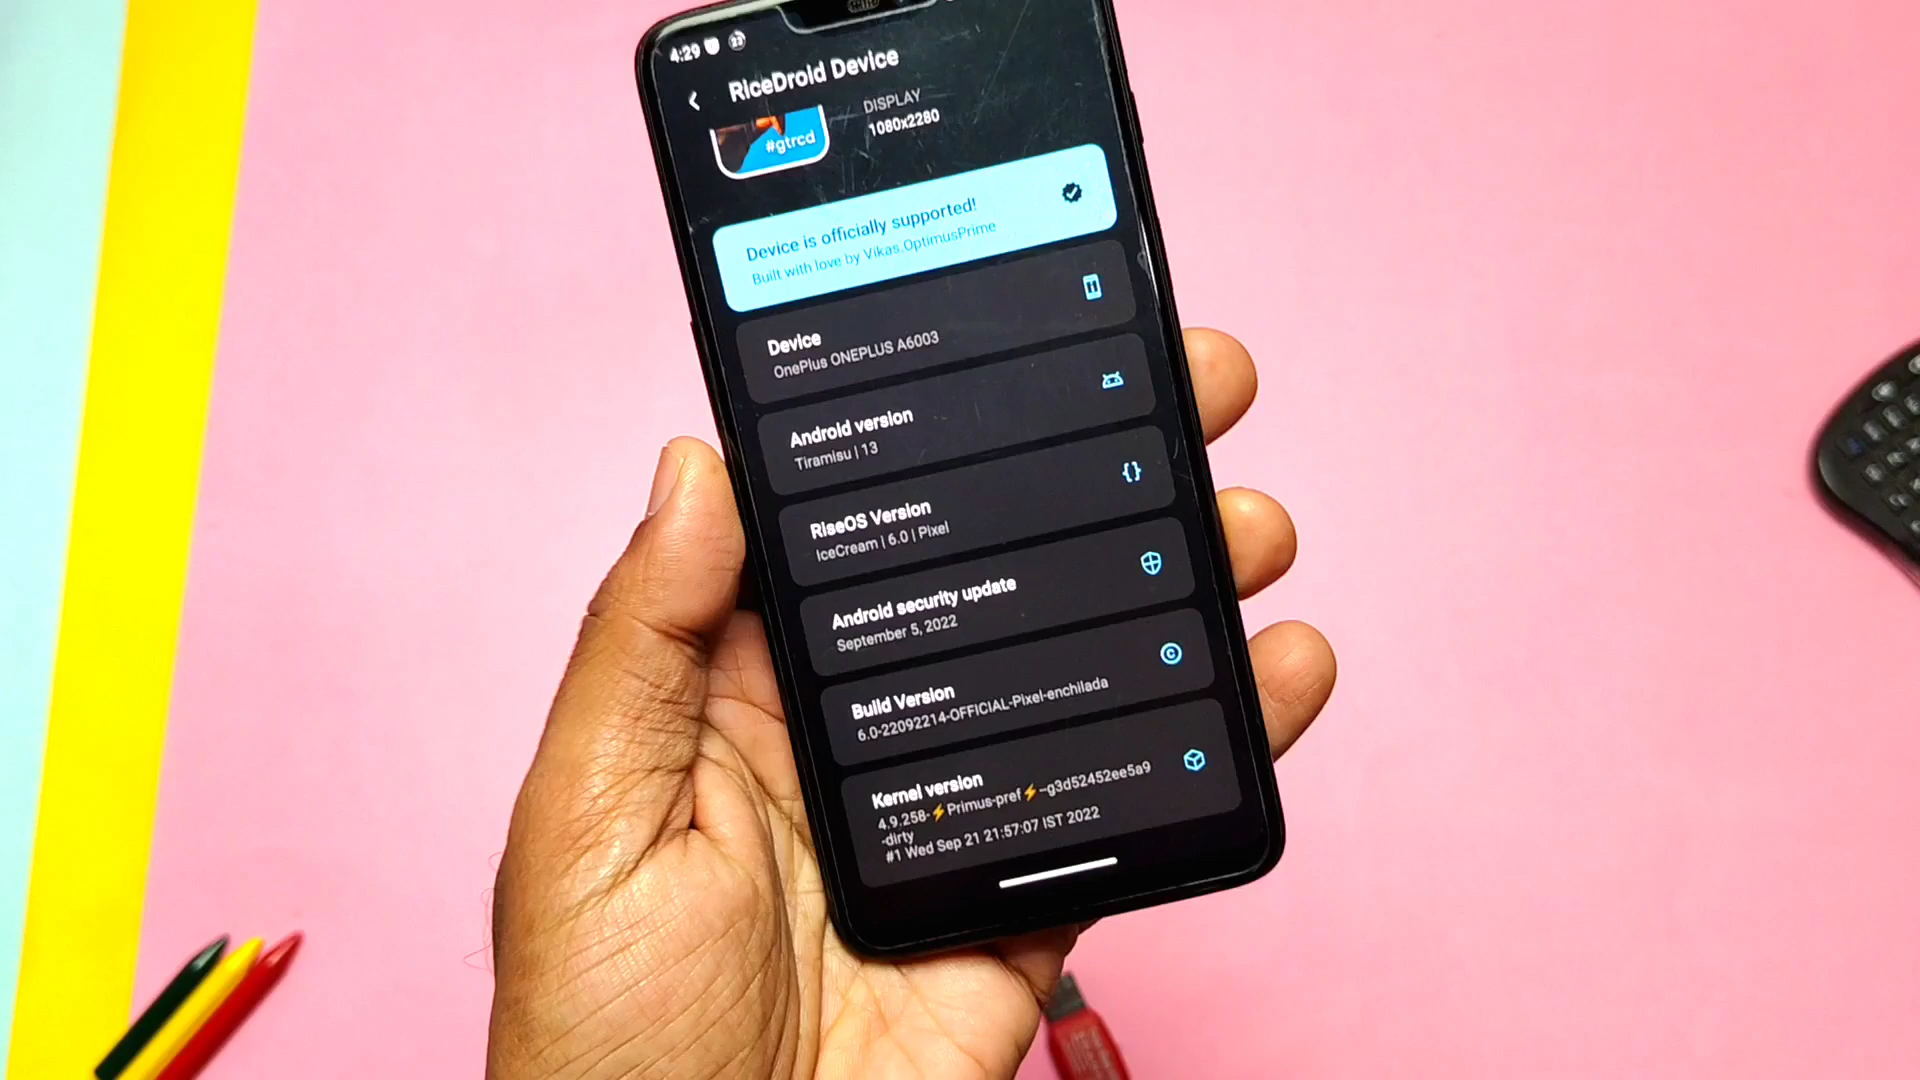 4:29
23
RiceDroid Device
#gtrcd
DISPLAY
1080x2280
Device is officially supported!
Built with love by Vikas.OptimusPrime
Device
OnePlus ONEPLUS A6003
Android version
Tiramisu | 13
RiseOS Version
IceCream | 6.0 | Pixel
Android security update
September 5, 2022
Build Version
6.0-22092214-OFFICIAL-Pixel-enchilada
Kernel version
4.9.258-⚡Primus-pref⚡--g3d52452ee5a9
-dirty
#1 Wed Sep 21 21:57:07 IST 2022